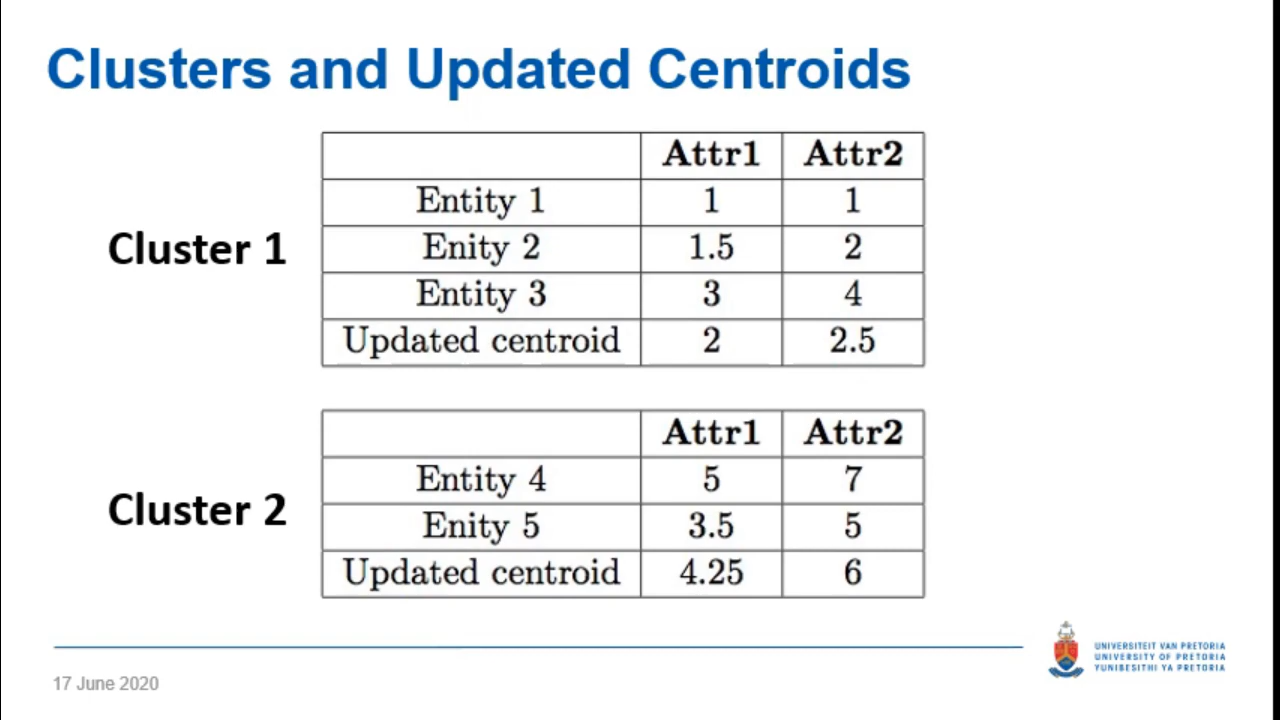 Clusters and Updated Centroids
Attr1 Attr2
Entity 1 1 1
Cluster 1
Enity 2 1.5 2
Entity 3 3 4
Updated centroid 2 2.5
Attr1 Attr2
Entity 4 5 7
Cluster 2
Enity 5 3.5 5
Updated centroid 4.25 6
UNIVERSITEIT VAN PRETORIA
UNIVERSITY OF PRETORIA
YUNIBESITHI YA PRETORIA
17 June 2020